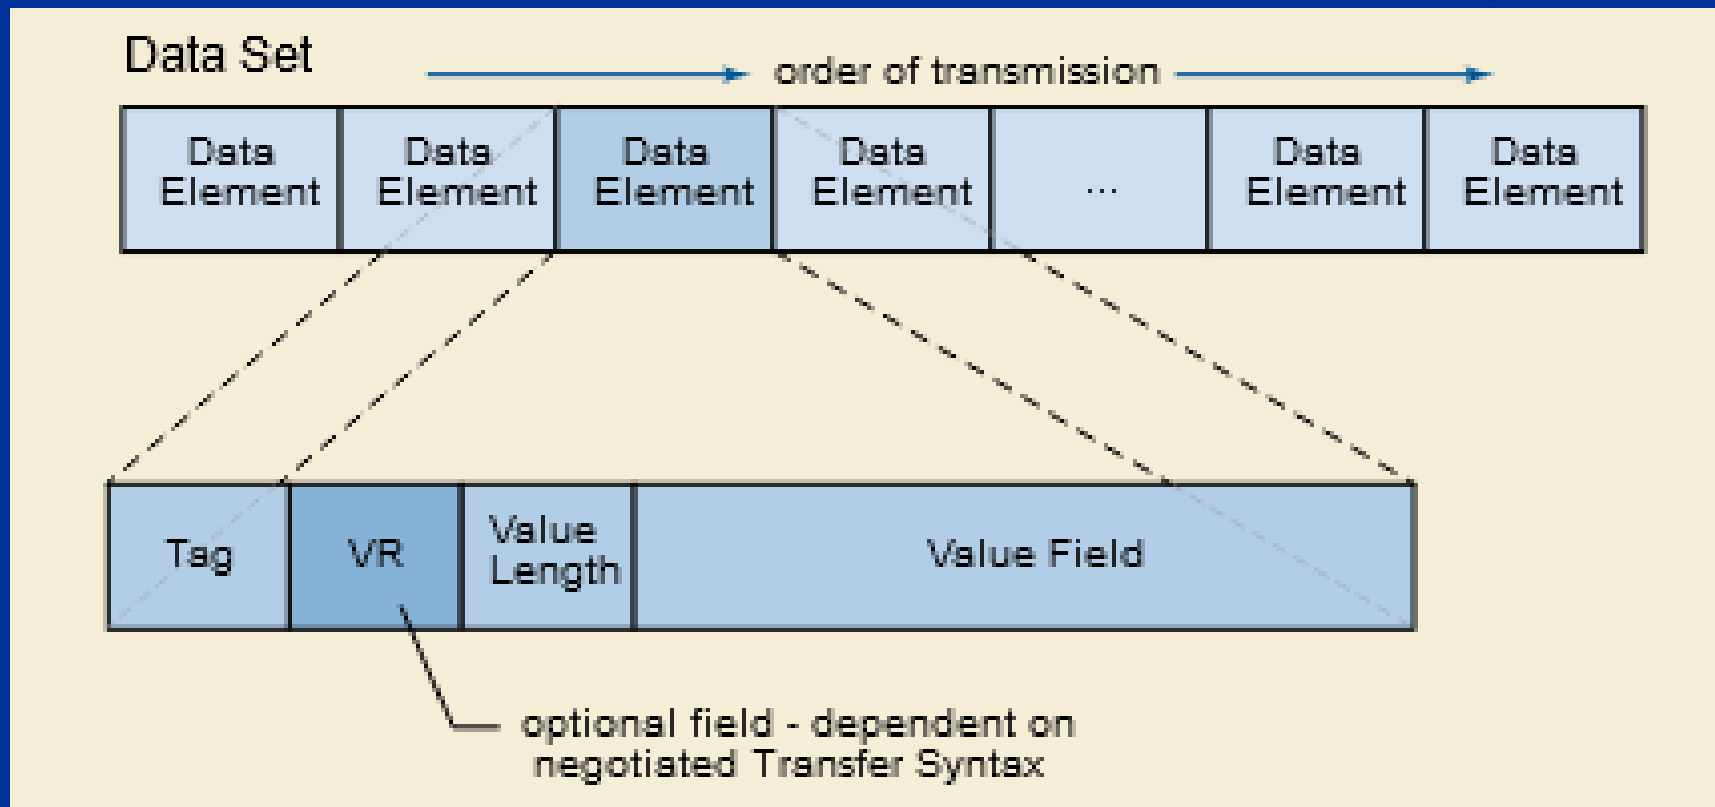 Data Set
order of transmission
Data
Element
Data
Element
Data
Element
Data
Element
...
Data
Element
Data
Element
Tag
VR
Value
Length
Value Field
optional field - dependent on
negotiated Transfer Syntax